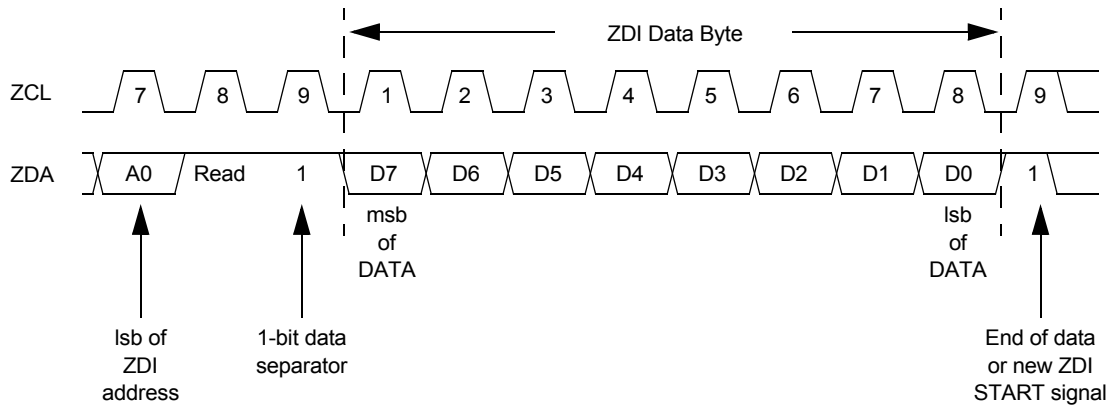 ZDI Data Byte
ZCL 7 8 9 1 2 3 4 5 6 7 8 9
ZDA A0 Read 1 D7 D6 D5 D4 D3 D2 D1 D0 1
msb
of
DATA
lsb
of
DATA
lsb of
ZDI
address
1-bit data
separator
End of data
or new ZDI
START signal